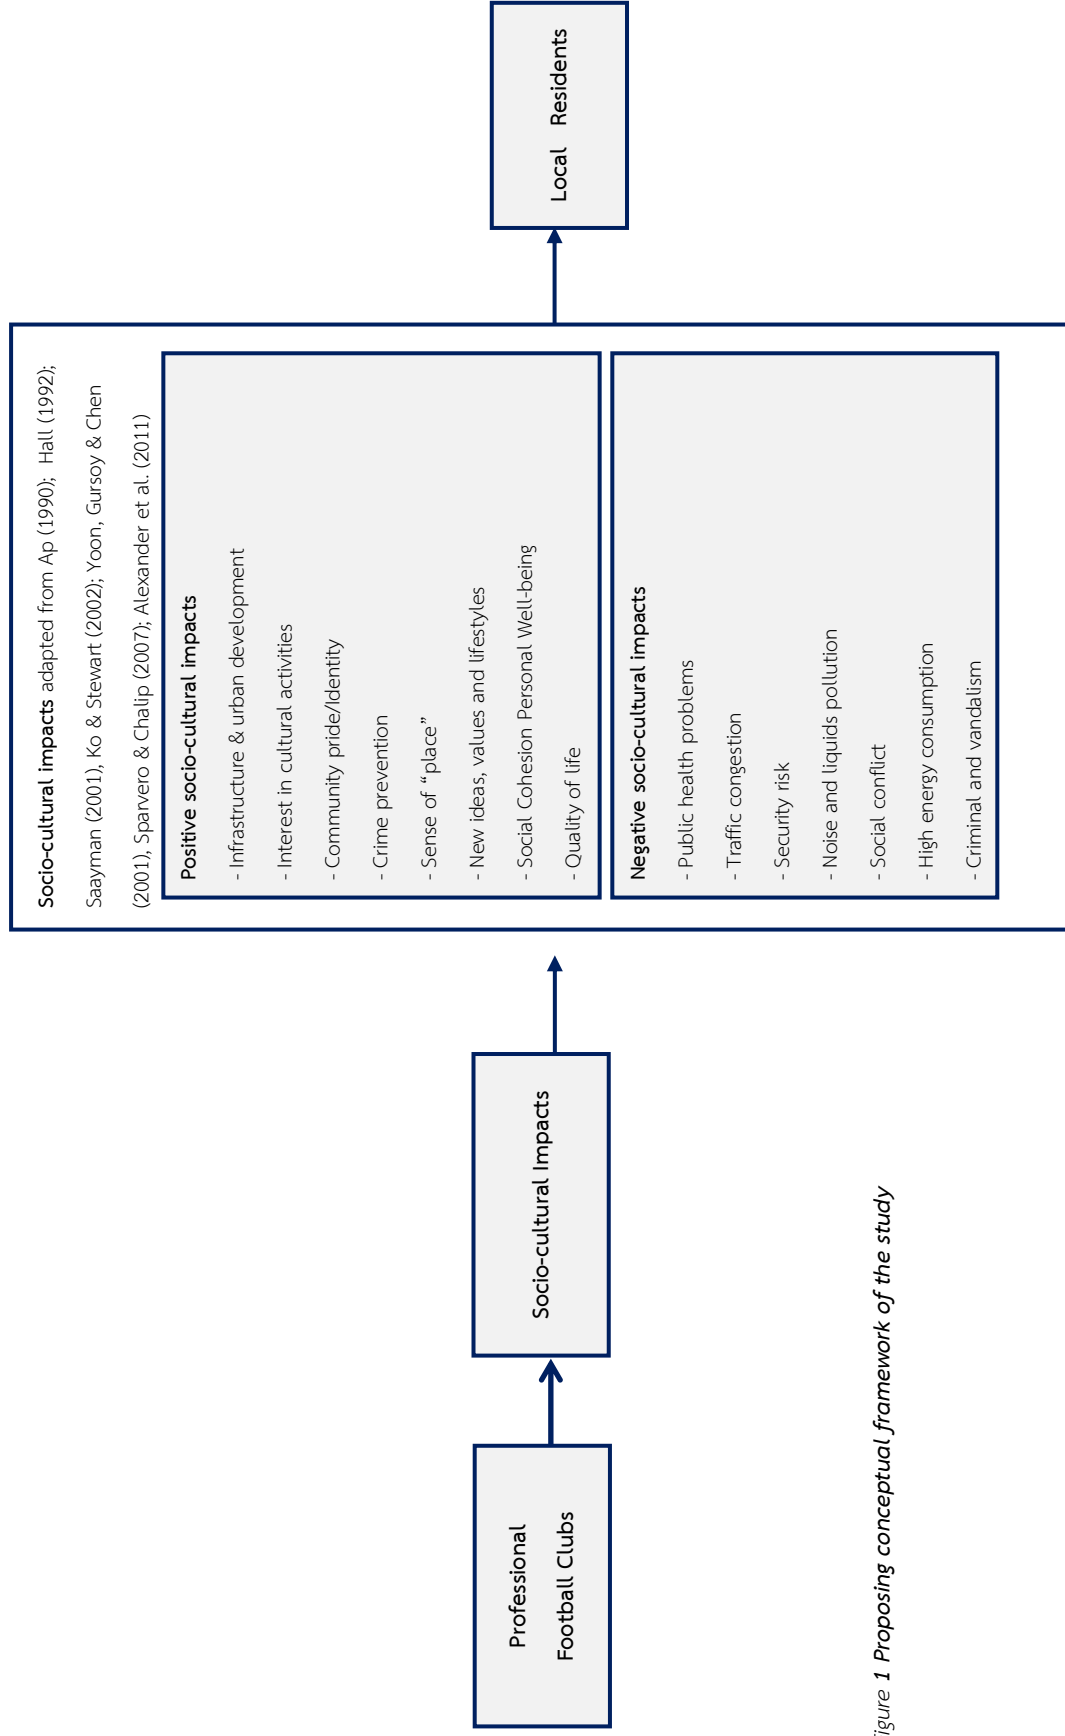 Professional
Football Clubs
Socio-cultural Impacts
Socio-cultural impacts adapted from Ap (1990);  Hall (1992);
Saayman (2001), Ko & Stewart (2002); Yoon, Gursoy & Chen
(2001), Sparvero & Chalip (2007); Alexander et al. (2011)
Positive socio-cultural impacts
- Infrastructure & urban development
- Interest in cultural activities
- Community pride/Identity
- Crime prevention
- Sense of “place”
- New ideas, values and lifestyles
- Social Cohesion Personal Well-being
- Quality of life
Negative socio-cultural impacts
- Public health problems
- Traffic congestion
- Security risk
- Noise and liquids pollution
- Social conflict
- High energy consumption
- Criminal and vandalism
Local Residents
igure 1 Proposing conceptual framework of the study